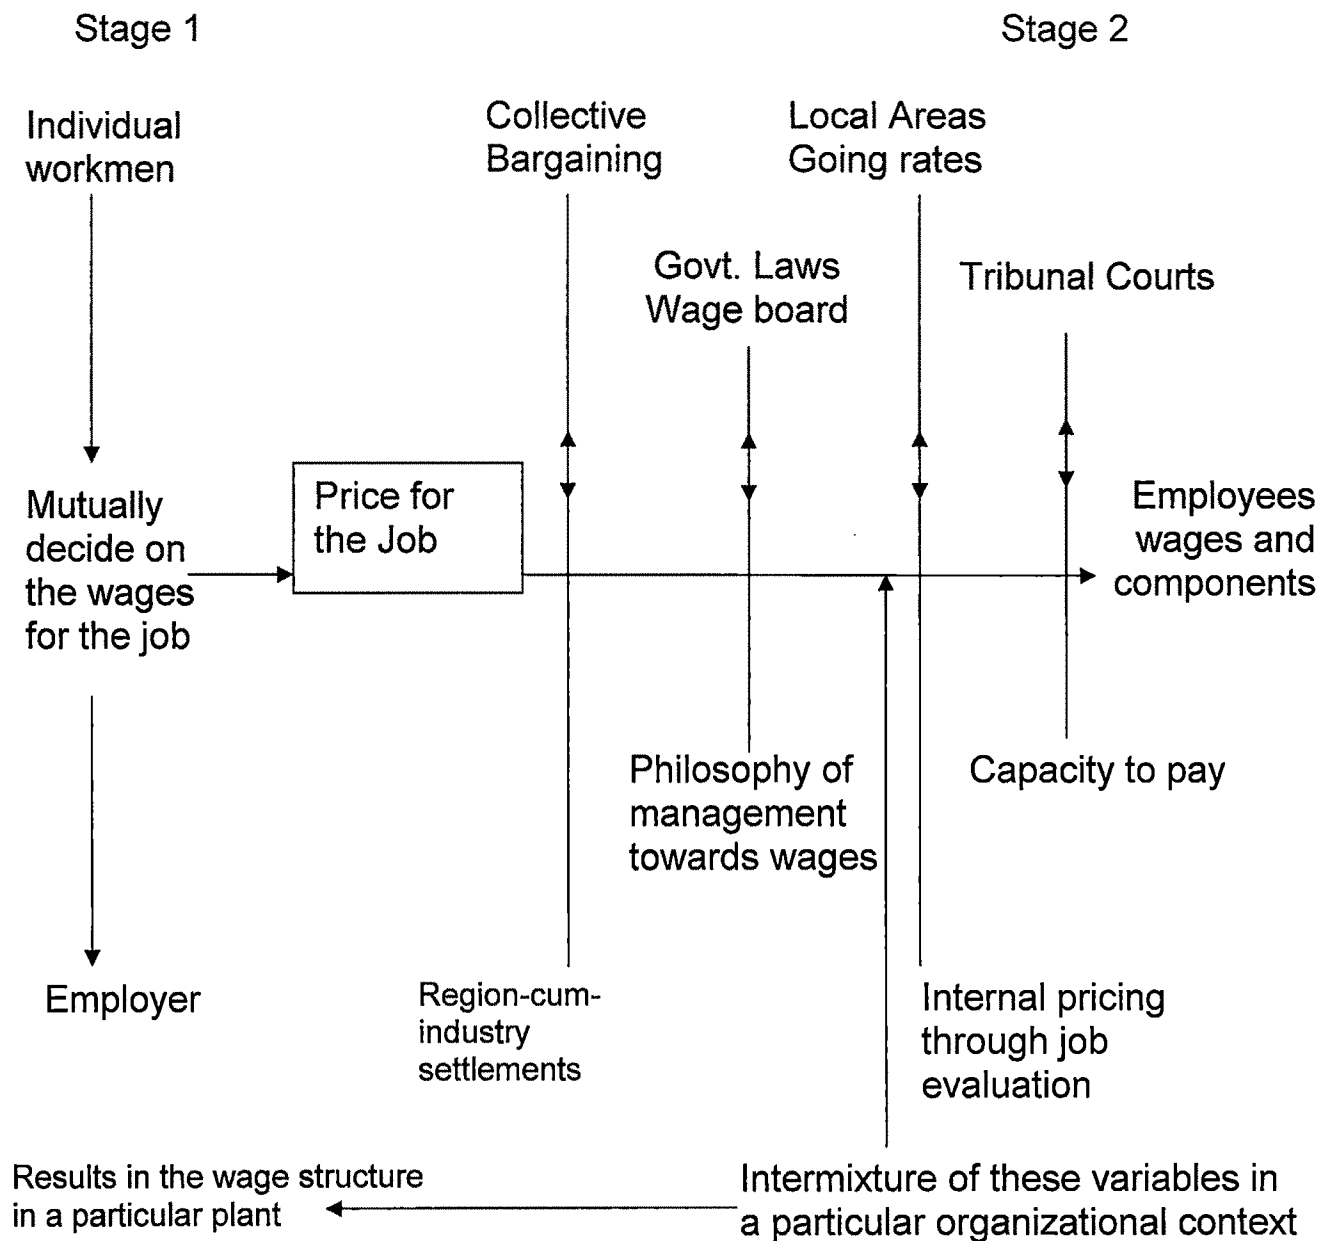 Stage 1
Stage 2
Individual
workmen
Collective
Bargaining
Local Areas
Going rates
Govt. Laws
Wage board
Tribunal Courts
Mutually
decide on
the wages
for the job
Price for
the Job
Employees
wages and
components
Philosophy of
management
towards wages
Capacity to pay
Employer
Region-cum-
industry
settlements
Internal pricing
through job
evaluation
Results in the wage structure
in a particular plant
Intermixture of these variables in
a particular organizational context